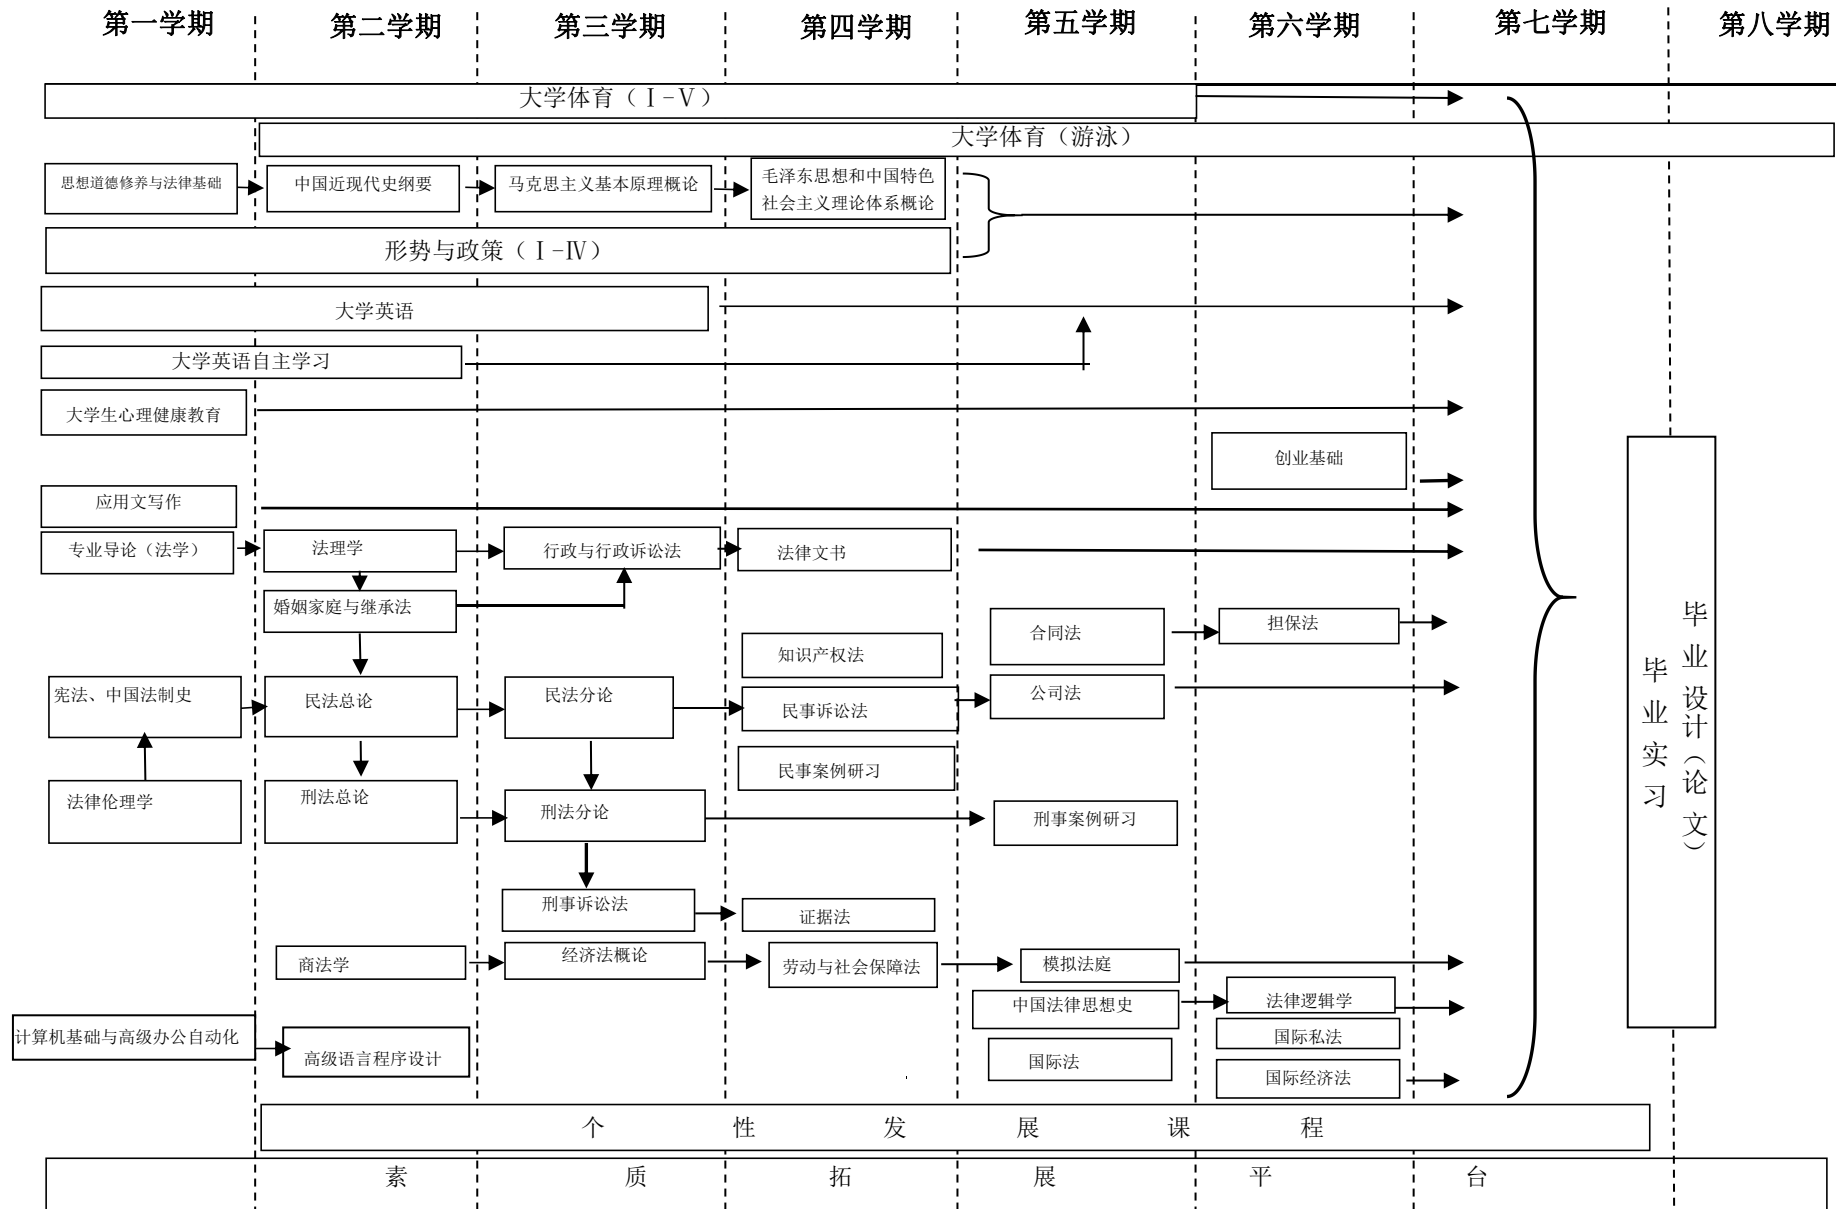 第一学期
第二学期
第三学期
第四学期
第五学期
第六学期
第七学期
第八学期
大学体育（Ⅰ-Ⅴ）
大学体育（游泳）
思想道德修养与法律基础
中国近现代史纲要
马克思主义基本原理概论
毛泽东思想和中国特色
社会主义理论体系概论
形势与政策（Ⅰ-Ⅳ）
大学英语
大学英语自主学习
大学生心理健康教育
创业基础
应用文写作
专业导论（法学）
法理学
行政与行政诉讼法
法律文书
婚姻家庭与继承法
合同法
担保法
知识产权法
宪法、中国法制史
民法总论
民法分论
民事诉讼法
公司法
民事案例研习
法律伦理学
刑法总论
刑法分论
刑事案例研习
刑事诉讼法
证据法
商法学
经济法概论
劳动与社会保障法
模拟法庭
中国法律思想史
法律逻辑学
计算机基础与高级办公自动化
高级语言程序设计
国际法
国际私法
国际经济法
毕业实习
毕业设计（论文）
个性发展课程
素质拓展平台